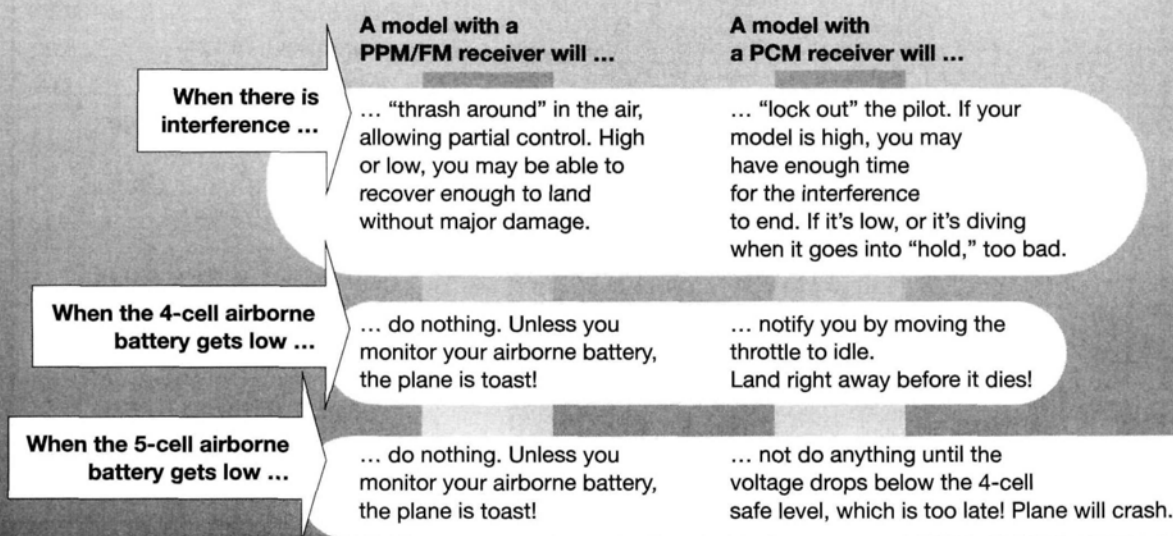 A model with a
PPM/FM receiver will ...
A model with
a PCM receiver will ...
When there is
interference ...
... “thrash around” in the air,
allowing partial control. High
or low, you may be able to
recover enough to land
without major damage.
... “lock out” the pilot. If your
model is high, you may
have enough time
for the interference
to end. If it’s low, or it’s diving
when it goes into “hold,” too bad.
When the 4-cell airborne
battery gets low ...
... do nothing. Unless you
monitor your airborne battery,
the plane is toast!
... notify you by moving the
throttle to idle.
Land right away before it dies!
When the 5-cell airborne
battery gets low ...
... do nothing. Unless you
monitor your airborne battery,
the plane is toast!
... not do anything until the
voltage drops below the 4-cell
safe level, which is too late! Plane will crash.